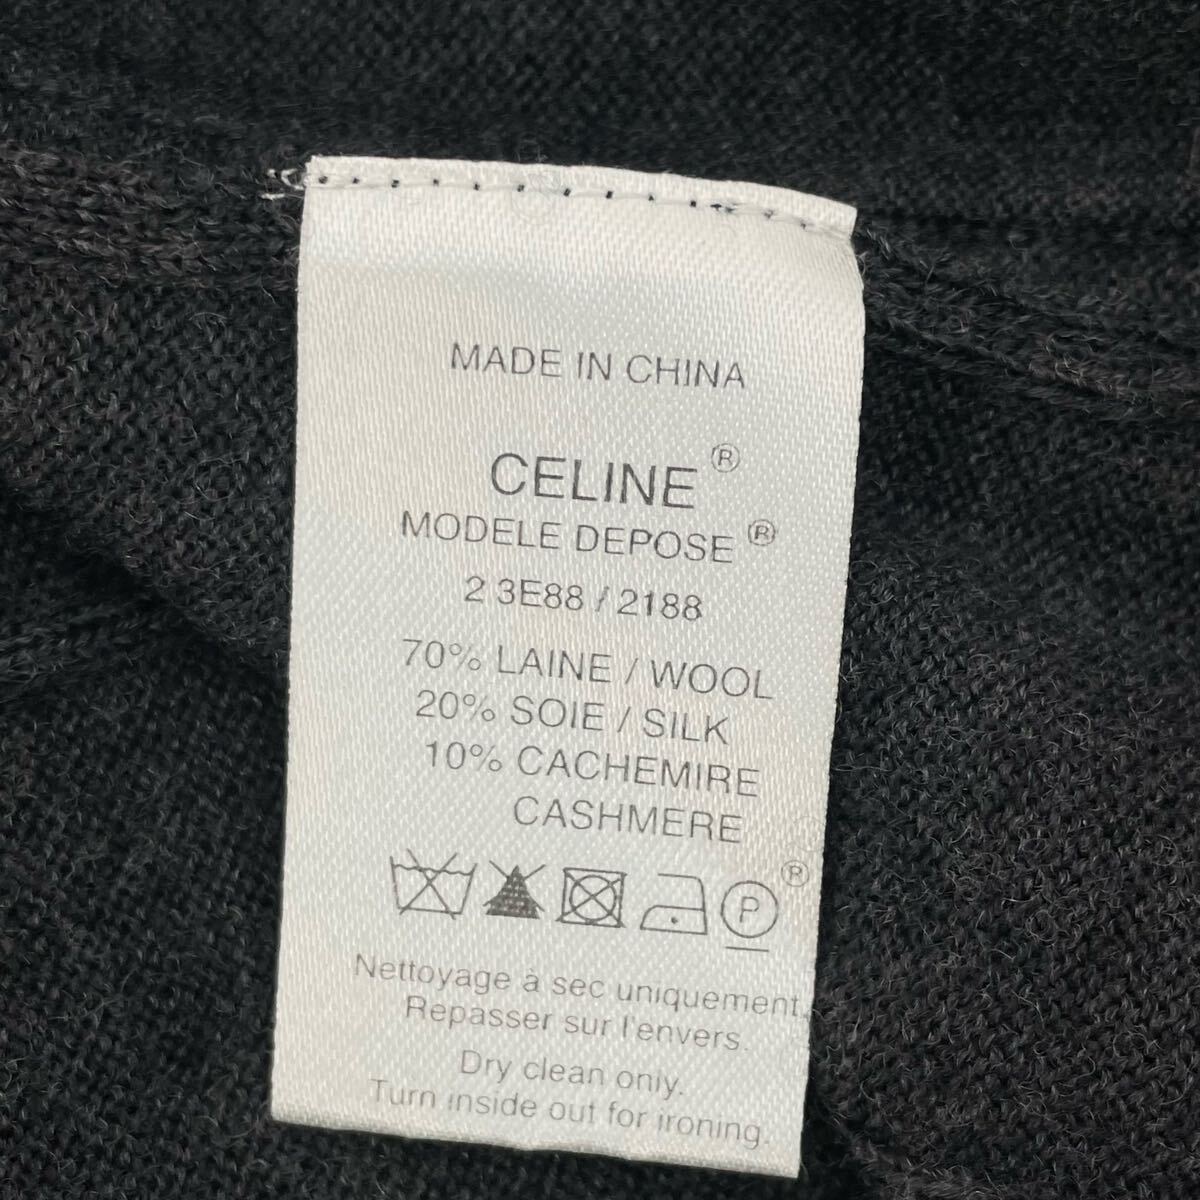 MADE IN CHINA
CELINE®
MODELE DEPOSE®
2 3E88 / 2188
70% LAINE / WOOL
20% SOIE / SILK
10% CACHEMIRE
CASHMERE
P®
Nettoyage à sec uniquement.
Repasser sur l'envers.
Dry clean only.
Turn inside out for ironing.